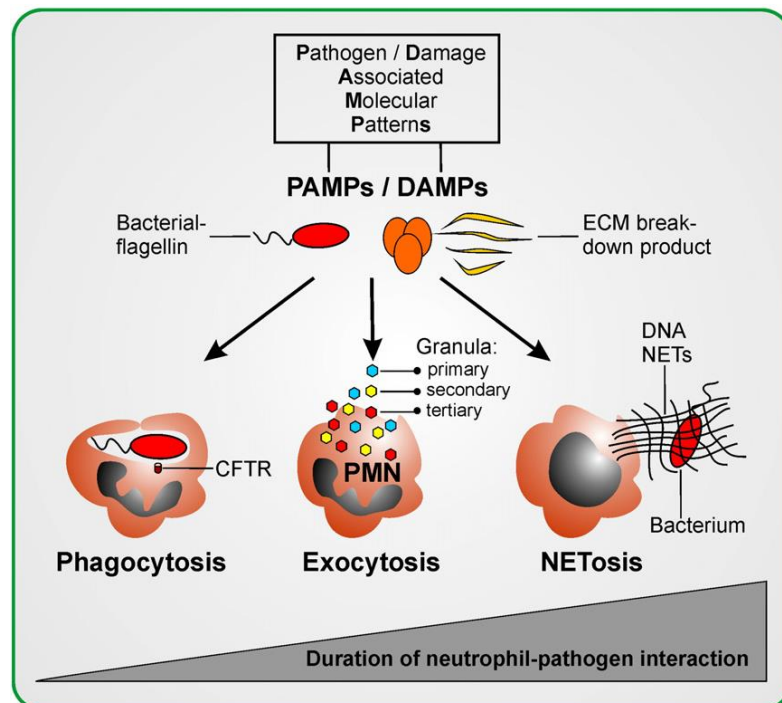 Pathogen / Damage
Associated
Molecular
Patterns
PAMPs / DAMPs
Bacterial-
flagellin
ECM break-
down product
Granula:
primary
secondary
tertiary
DNA
NETs
CFTR
PMN
Bacterium
Phagocytosis
Exocytosis
NETosis
Duration of neutrophil-pathogen interaction